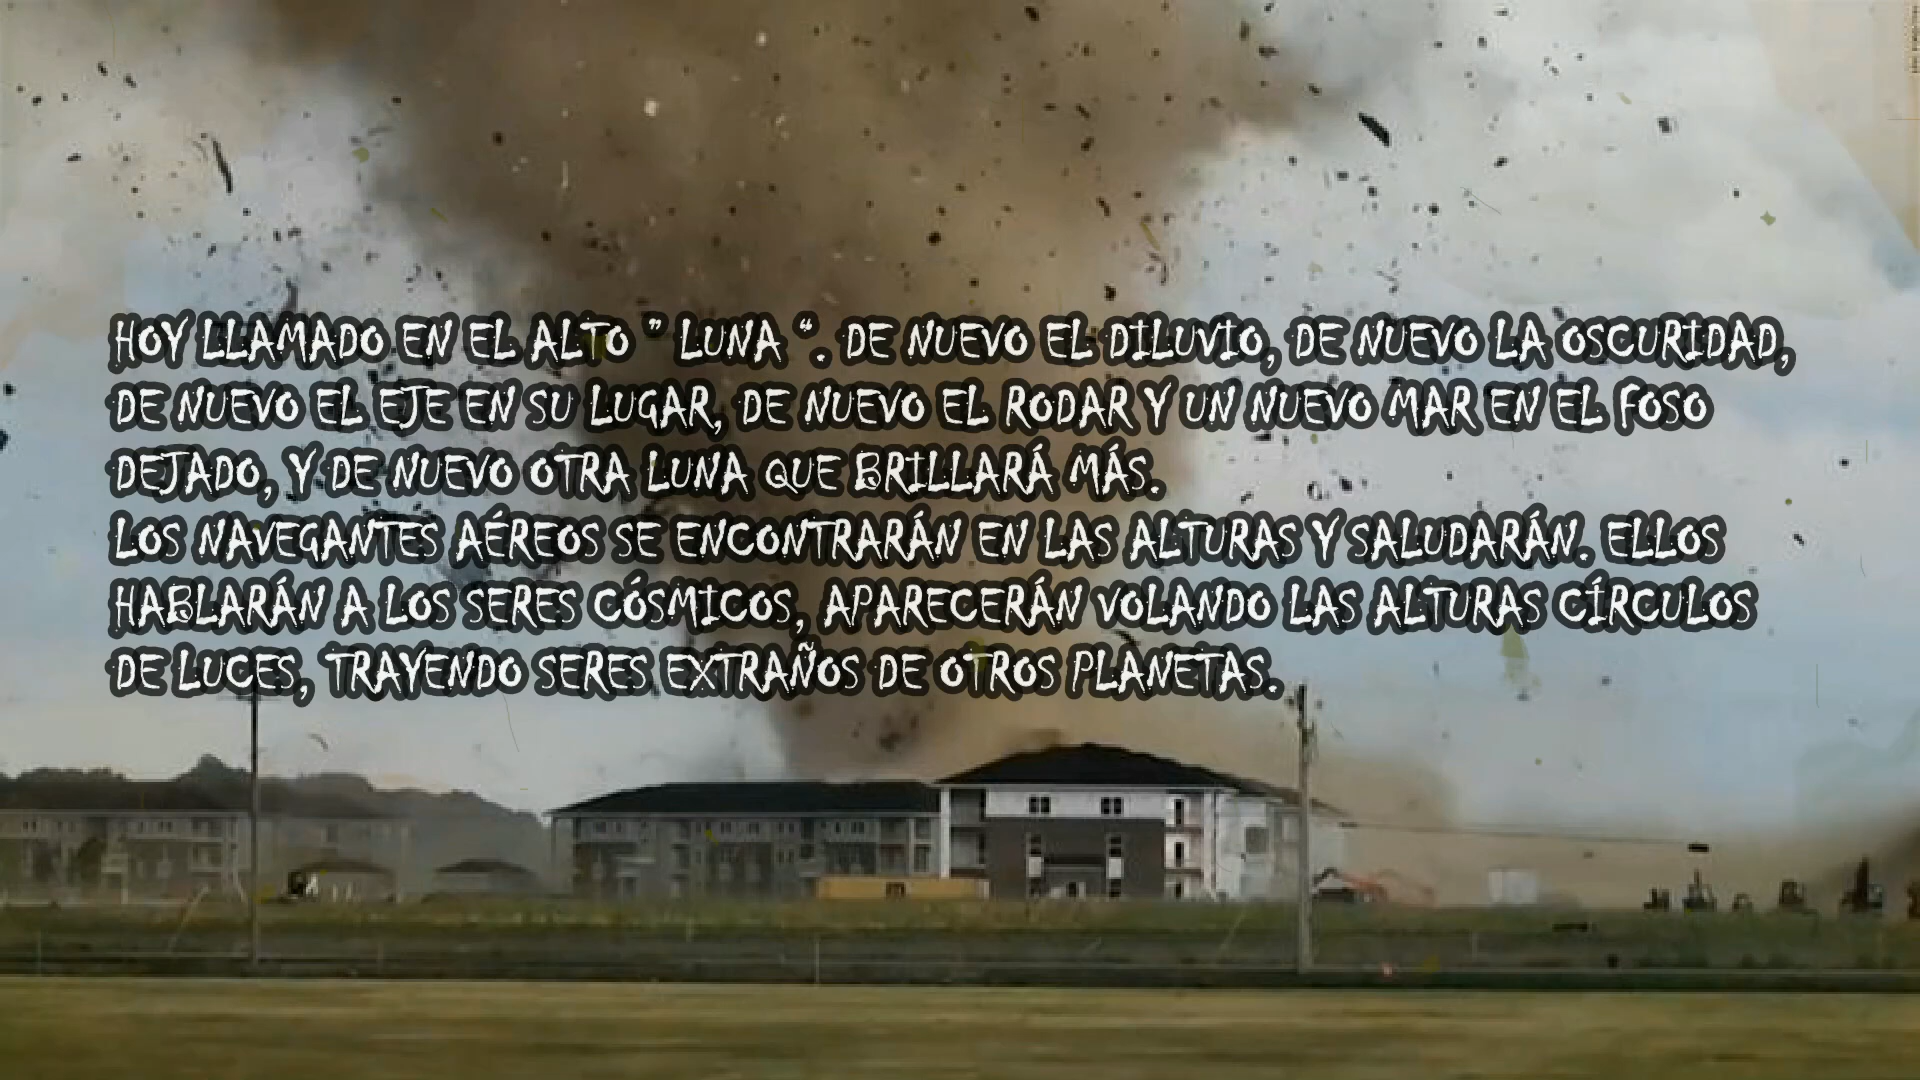 HOY LLAMADO EN EL ALTO " LUNA “. DE NUEVO EL DILUVIO, DE NUEVO LA OSCURIDAD,
DE NUEVO EL EJE EN SU LUGAR, DE NUEVO EL RODAR Y UN NUEVO MAR EN EL FOSO
DEJADO, Y DE NUEVO OTRA LUNA QUE BRILLARÁ MÁS.
LOS NAVEGANTES AÉREOS SE ENCONTRARÁN EN LAS ALTURAS Y SALUDARÁN. ELLOS
HABLARÁN A LOS SERES CÓSMICOS, APARECERÁN VOLANDO LAS ALTURAS CÍRCULOS
DE LUCES, TRAYENDO SERES EXTRAÑOS DE OTROS PLANETAS.